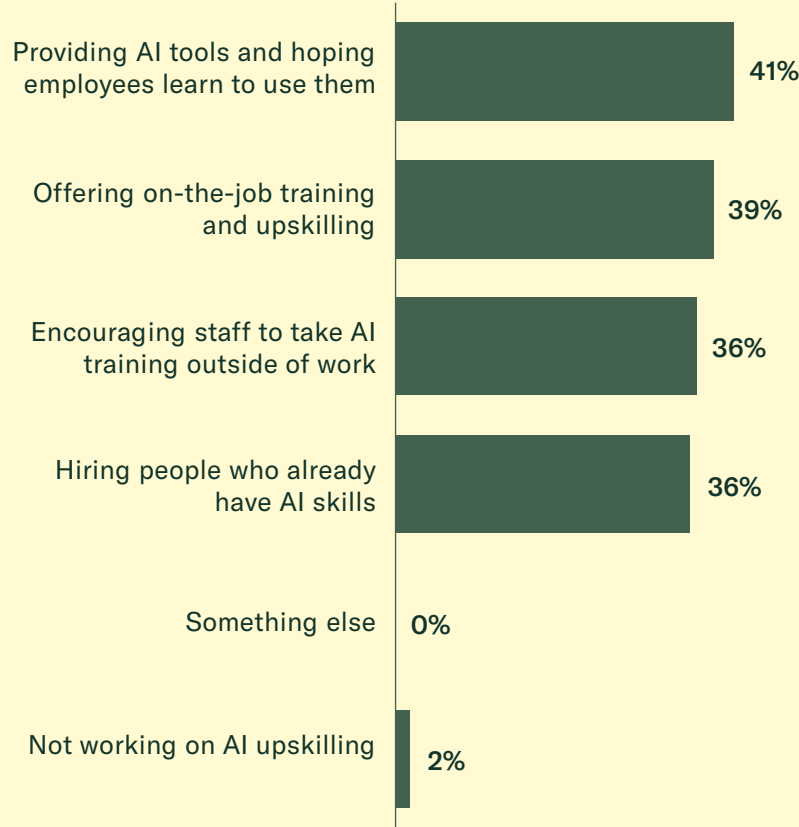 Providing AI tools and hoping
employees learn to use them
41%
Offering on-the-job training
and upskilling
39%
Encouraging staff to take AI
training outside of work
36%
Hiring people who already
have AI skills
36%
Something else
0%
Not working on AI upskilling
2%